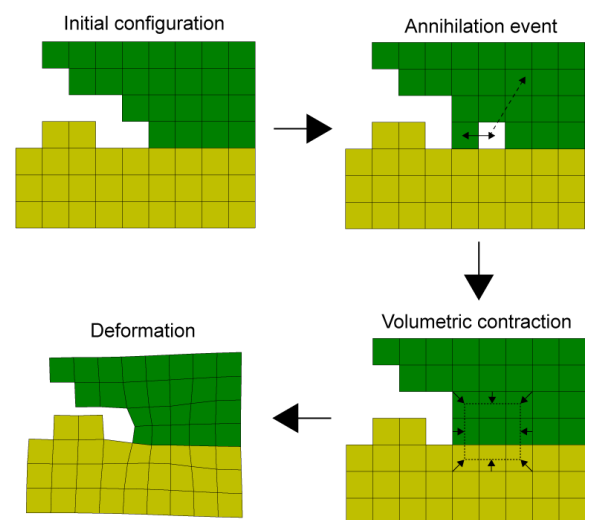 Initial configuration
Annihilation event
Deformation
Volumetric contraction